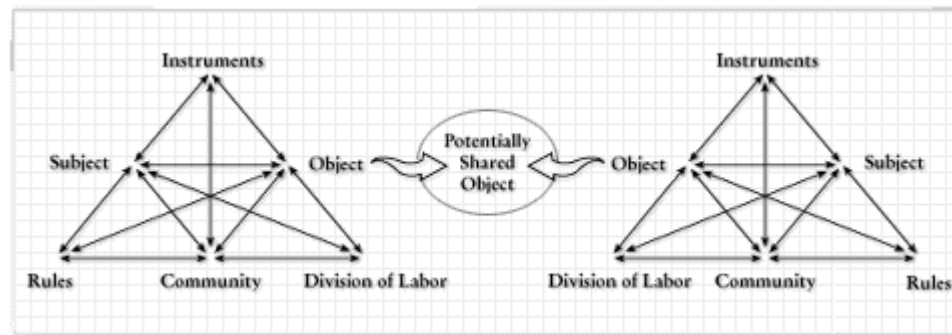 Instruments
Instruments
Subject
Object
Potentially
Shared
Object
Object
Subject
Rules
Community
Division of Labor
Division of Labor
Community
Rules